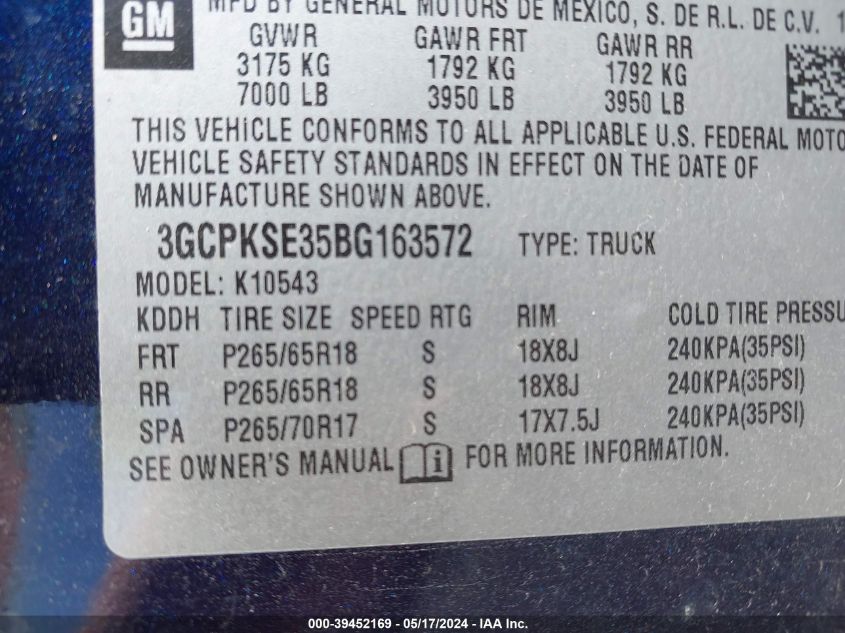 GM
MFD BY GENERAL MOTORS DE MEXICO, S. DE R.L. DE C.V.
GVWR GAWR FRT GAWR RR
3175 KG 1792 KG 1792 KG
7000 LB 3950 LB 3950 LB
THIS VEHICLE CONFORMS TO ALL APPLICABLE U.S. FEDERAL MOTO
VEHICLE SAFETY STANDARDS IN EFFECT ON THE DATE OF
MANUFACTURE SHOWN ABOVE.
3GCPKSE35BG163572 TYPE: TRUCK
MODEL: K10543
KDDH TIRE SIZE SPEED RTG RIM COLD TIRE PRESSU
FRT P265/65R18 S 18X8J 240KPA(35PSI)
RR P265/65R18 S 18X8J 240KPA(35PSI)
SPA P265/70R17 S 17X7.5J 240KPA(35PSI)
SEE OWNER'S MANUAL i FOR MORE INFORMATION.
000-39452169 - 05/17/2024 - IAA Inc.